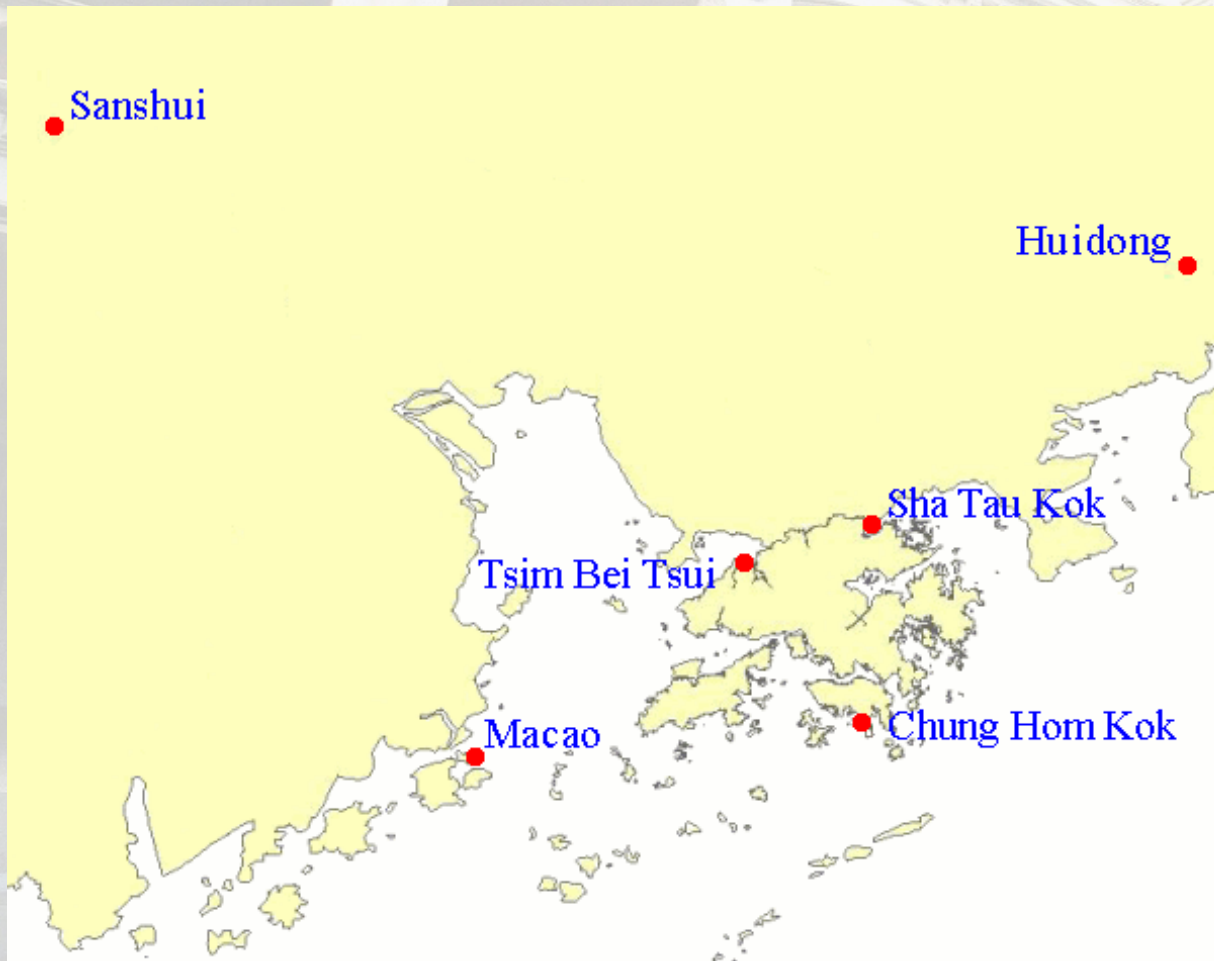 Sanshui
Huidong
Sha Tau Kok
Tsim Bei Tsui
Chung Hom Kok
Macao